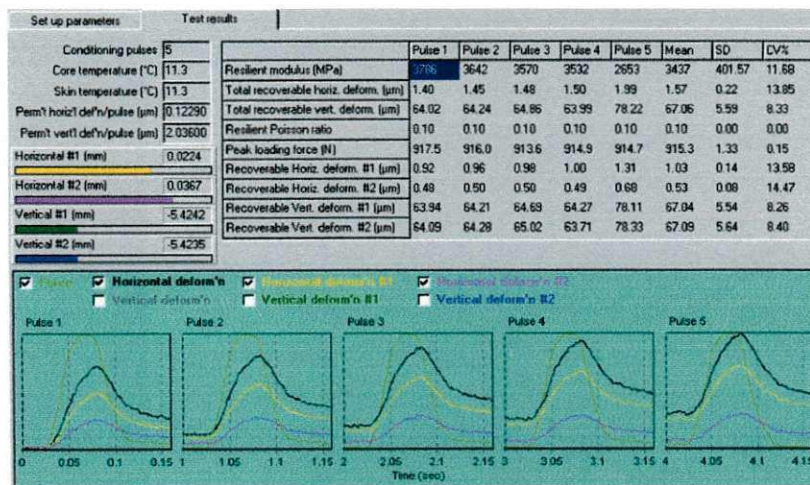 Set up parameters Test results
Conditioning pulses 5
Core temperature (°C) 11.3
Skin temperature (°C) 11.3
Perm't horiz'l def'n/pulse (µm) 0.12290
Perm't vert'l def'n/pulse (µm) 2.03600
Horizontal #1 (mm) 0.0224
Horizontal #2 (mm) 0.0367
Vertical #1 (mm) -5.4242
Vertical #2 (mm) -5.4235
Pulse 1 Pulse 2 Pulse 3 Pulse 4 Pulse 5 Mean SD CV%
Resilient modulus (MPa) 3786 3642 3570 3532 2653 3437 401.57 11.68
Total recoverable horiz. deform. (µm) 1.40 1.45 1.48 1.50 1.99 1.57 0.22 13.85
Total recoverable vert. deform. (µm) 64.02 64.24 64.86 63.99 78.22 67.06 5.59 8.33
Resilient Poisson ratio 0.10 0.10 0.10 0.10 0.10 0.10 0.00 0.00
Peak loading force (N) 917.5 916.0 913.6 914.9 914.7 915.3 1.33 0.15
Recoverable Horiz. deform. #1 (µm) 0.92 0.96 0.98 1.00 1.31 1.03 0.14 13.58
Recoverable Horiz. deform. #2 (µm) 0.48 0.50 0.50 0.49 0.68 0.53 0.08 14.47
Recoverable Vert. deform. #1 (µm) 63.94 64.21 64.69 64.27 78.11 67.04 5.54 8.26
Recoverable Vert. deform. #2 (µm) 64.09 64.28 65.02 63.71 78.33 67.09 5.64 8.40
Force Horizontal deform'n Horizontal deform'n #1 Horizontal deform'n #2
Vertical deform'n Vertical deform'n #1 Vertical deform'n #2
Pulse 1 Pulse 2 Pulse 3 Pulse 4 Pulse 5
0 0.05 0.1 0.15 1 1.05 1.1 1.15 2 2.05 2.1 2.15 3 3.05 3.1 3.15 4 4.05 4.1 4.15
Time (sec)